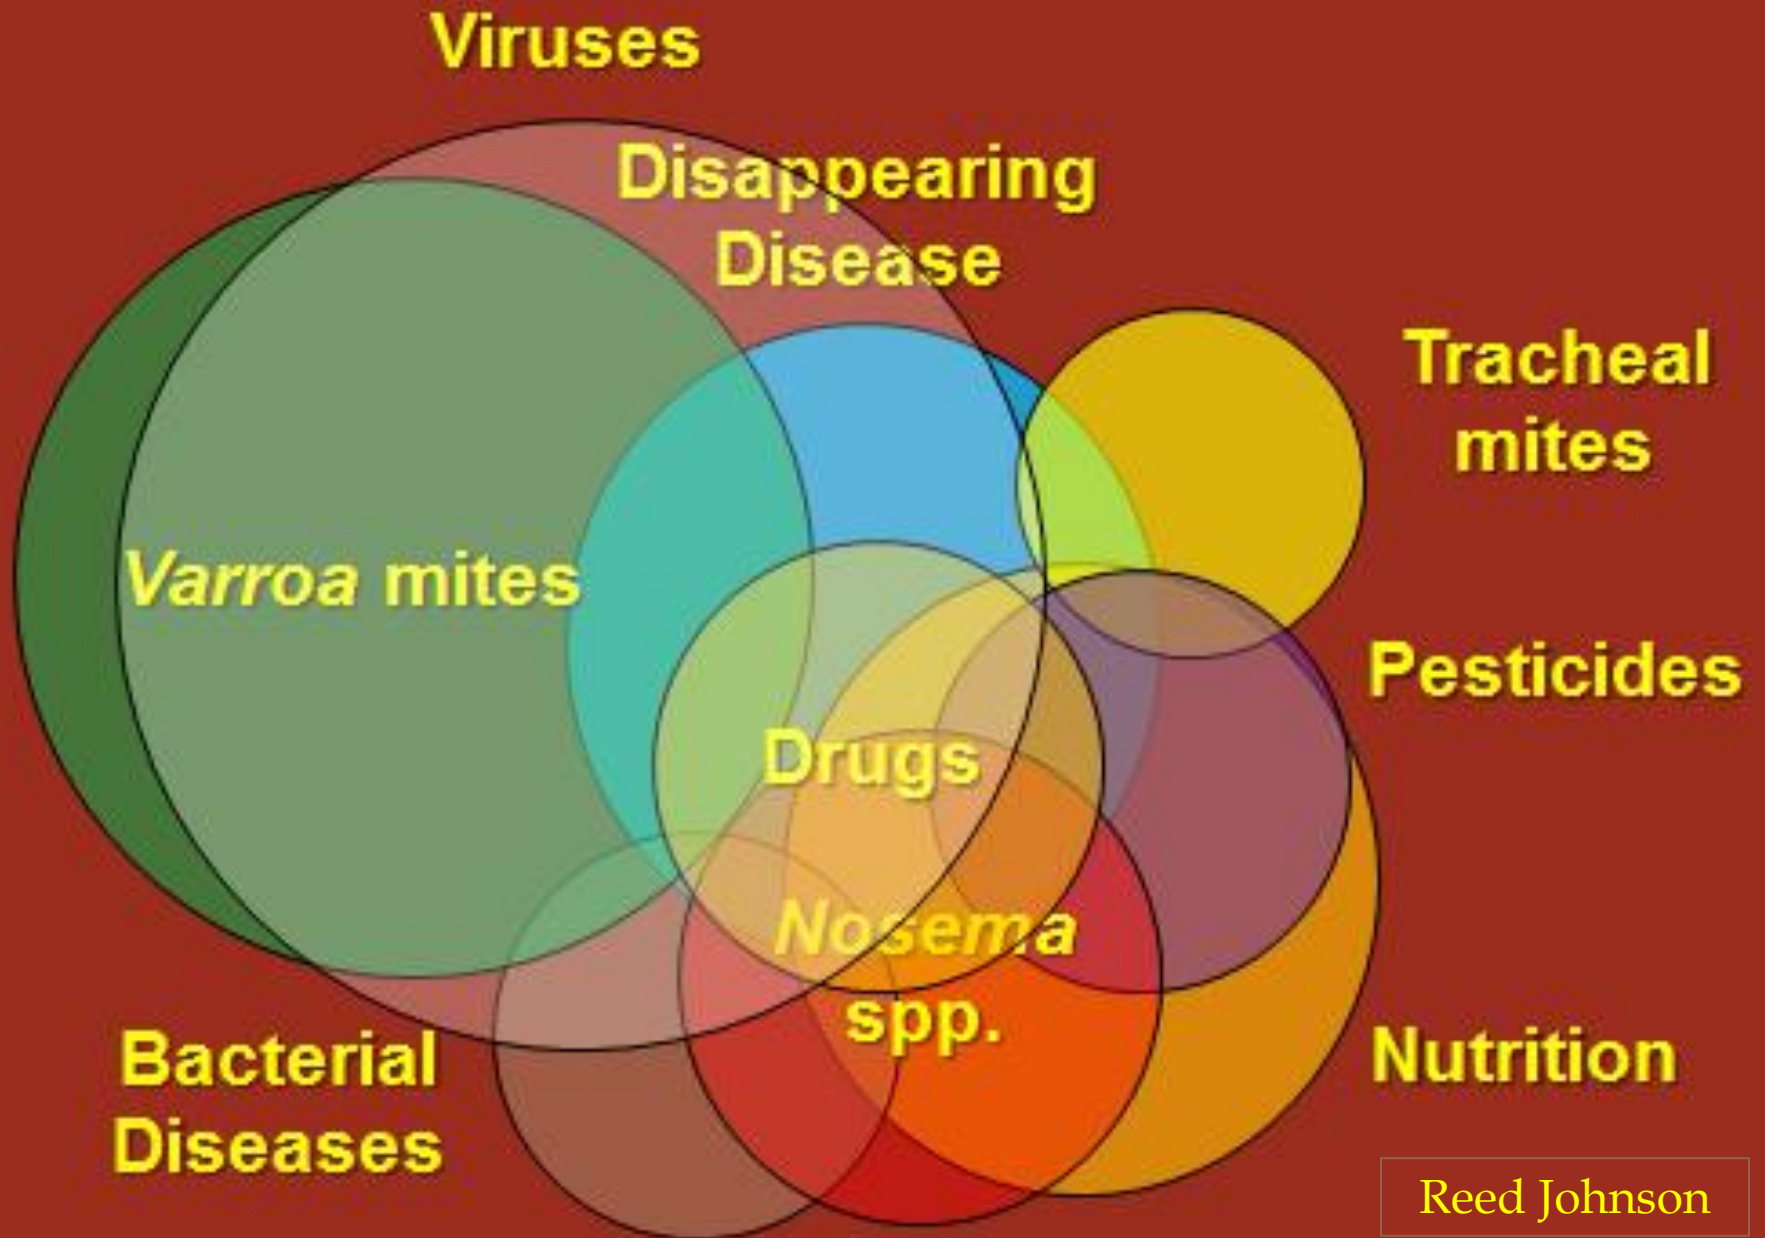 Viruses
Disappearing
Disease
Tracheal
mites
Varroa mites
Pesticides
Drugs
Nosema
spp.
Bacterial
Diseases
Nutrition
Reed Johnson